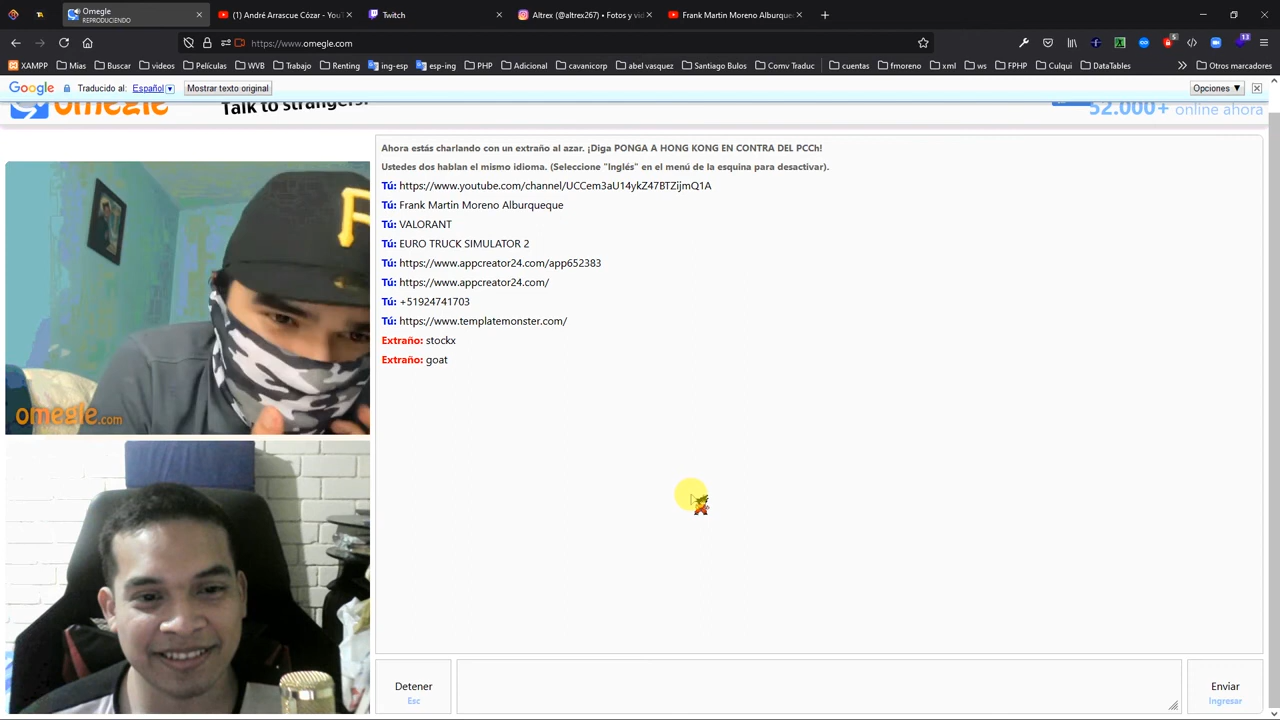 Omegle
REPRODUCIENDO
(1) André Arrascue Cózar - You
Twitch
Altrex (@altrex267) • Fotos y vid
Frank Martin Moreno Alburque
https://www.omegle.com
5
13
XAMPP
Mias
Buscar
videos
Películas
WVB
Trabajo
Renting
ing-esp
esp-ing
PHP
Adicional
cavanicorp
abel vasquez
Santiago Bulos
Comv Traduc
cuentas
fmoreno
xml
ws
FPHP
Culqui
DataTables
Otros marcadores
Google
Traducido al:
Español
Mostrar texto original
Opciones ▼
omegle
Talk to strangers!
52.000+ online ahora
Ahora estás charlando con un extraño al azar. ¡Diga PONGA A HONG KONG EN CONTRA DEL PCCh!
Ustedes dos hablan el mismo idioma. (Seleccione "Inglés" en el menú de la esquina para desactivar).
Tú: https://www.youtube.com/channel/UCCem3aU14ykZ47BTZijmQ1A
Tú: Frank Martin Moreno Alburqueque
Tú: VALORANT
Tú: EURO TRUCK SIMULATOR 2
Tú: https://www.appcreator24.com/app652383
Tú: https://www.appcreator24.com/
Tú: +51924741703
Tú: https://www.templatemonster.com/
Extraño: stockx
Extraño: goat
omegle.com
Detener
Esc
Enviar
Ingresar